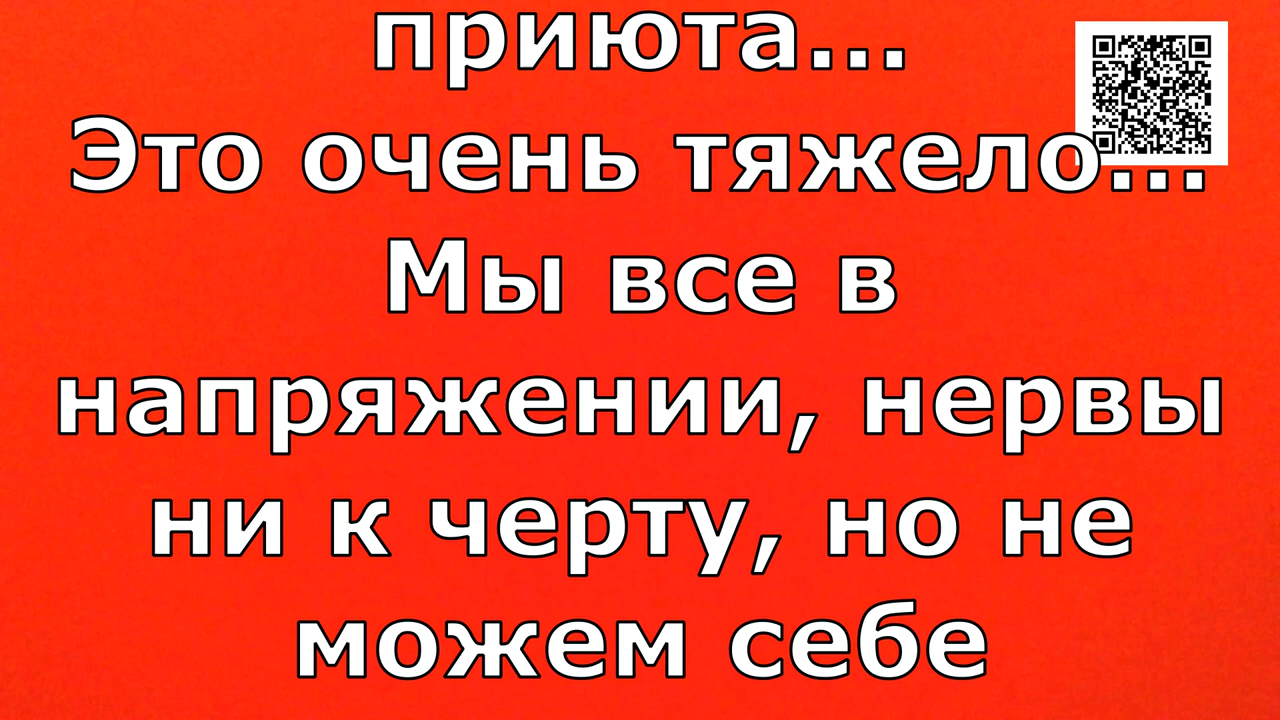 приюта...
Это очень тяжело...
Мы все в
напряжении, нервы
ни к черту, но не
можем себе